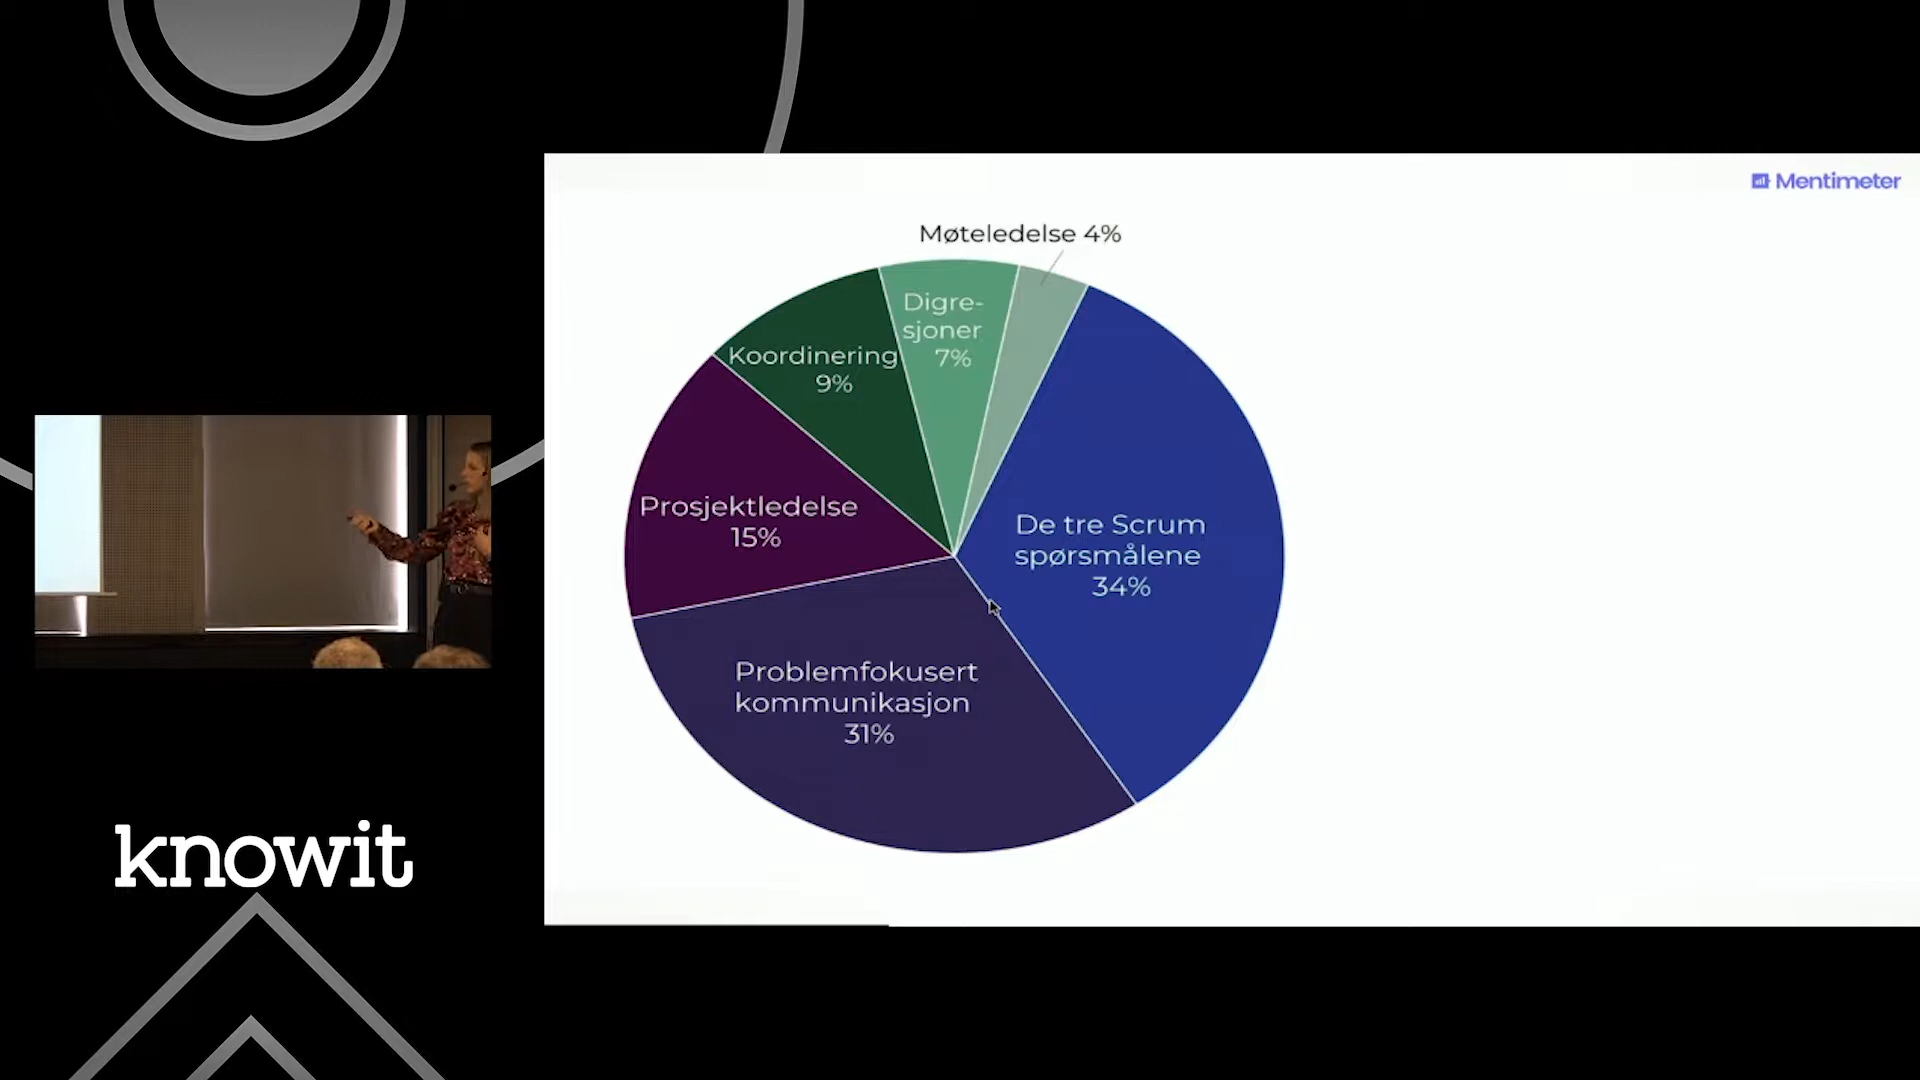 Mentimeter
Møteledelse 4%
Digre-
sjoner
7%
Koordinering
9%
Prosjektledelse
15%
De tre Scrum
spørsmålene
34%
Problemfokusert
kommunikasjon
31%
knowit